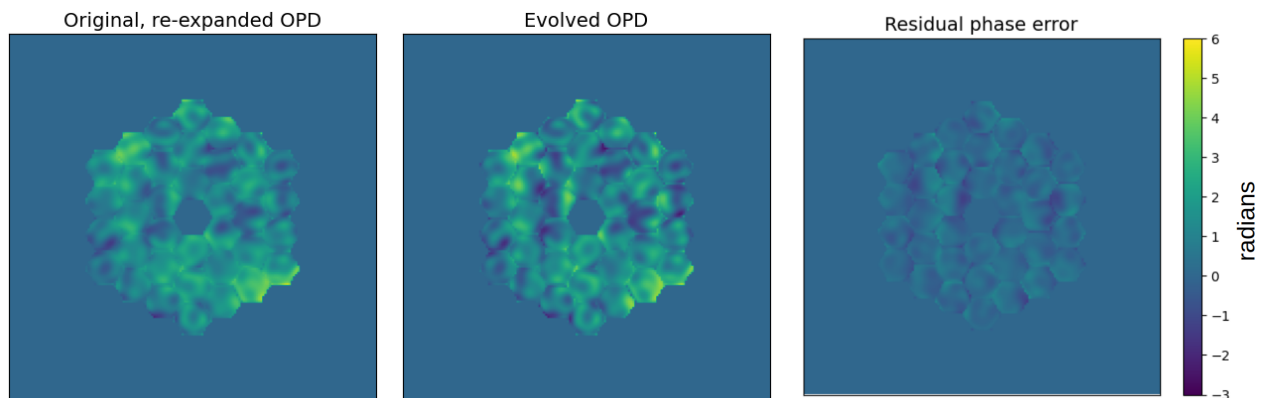 Original, re-expanded OPD
Evolved OPD
Residual phase error
6
5
4
3
2
1
0
−1
−2
−3
radians